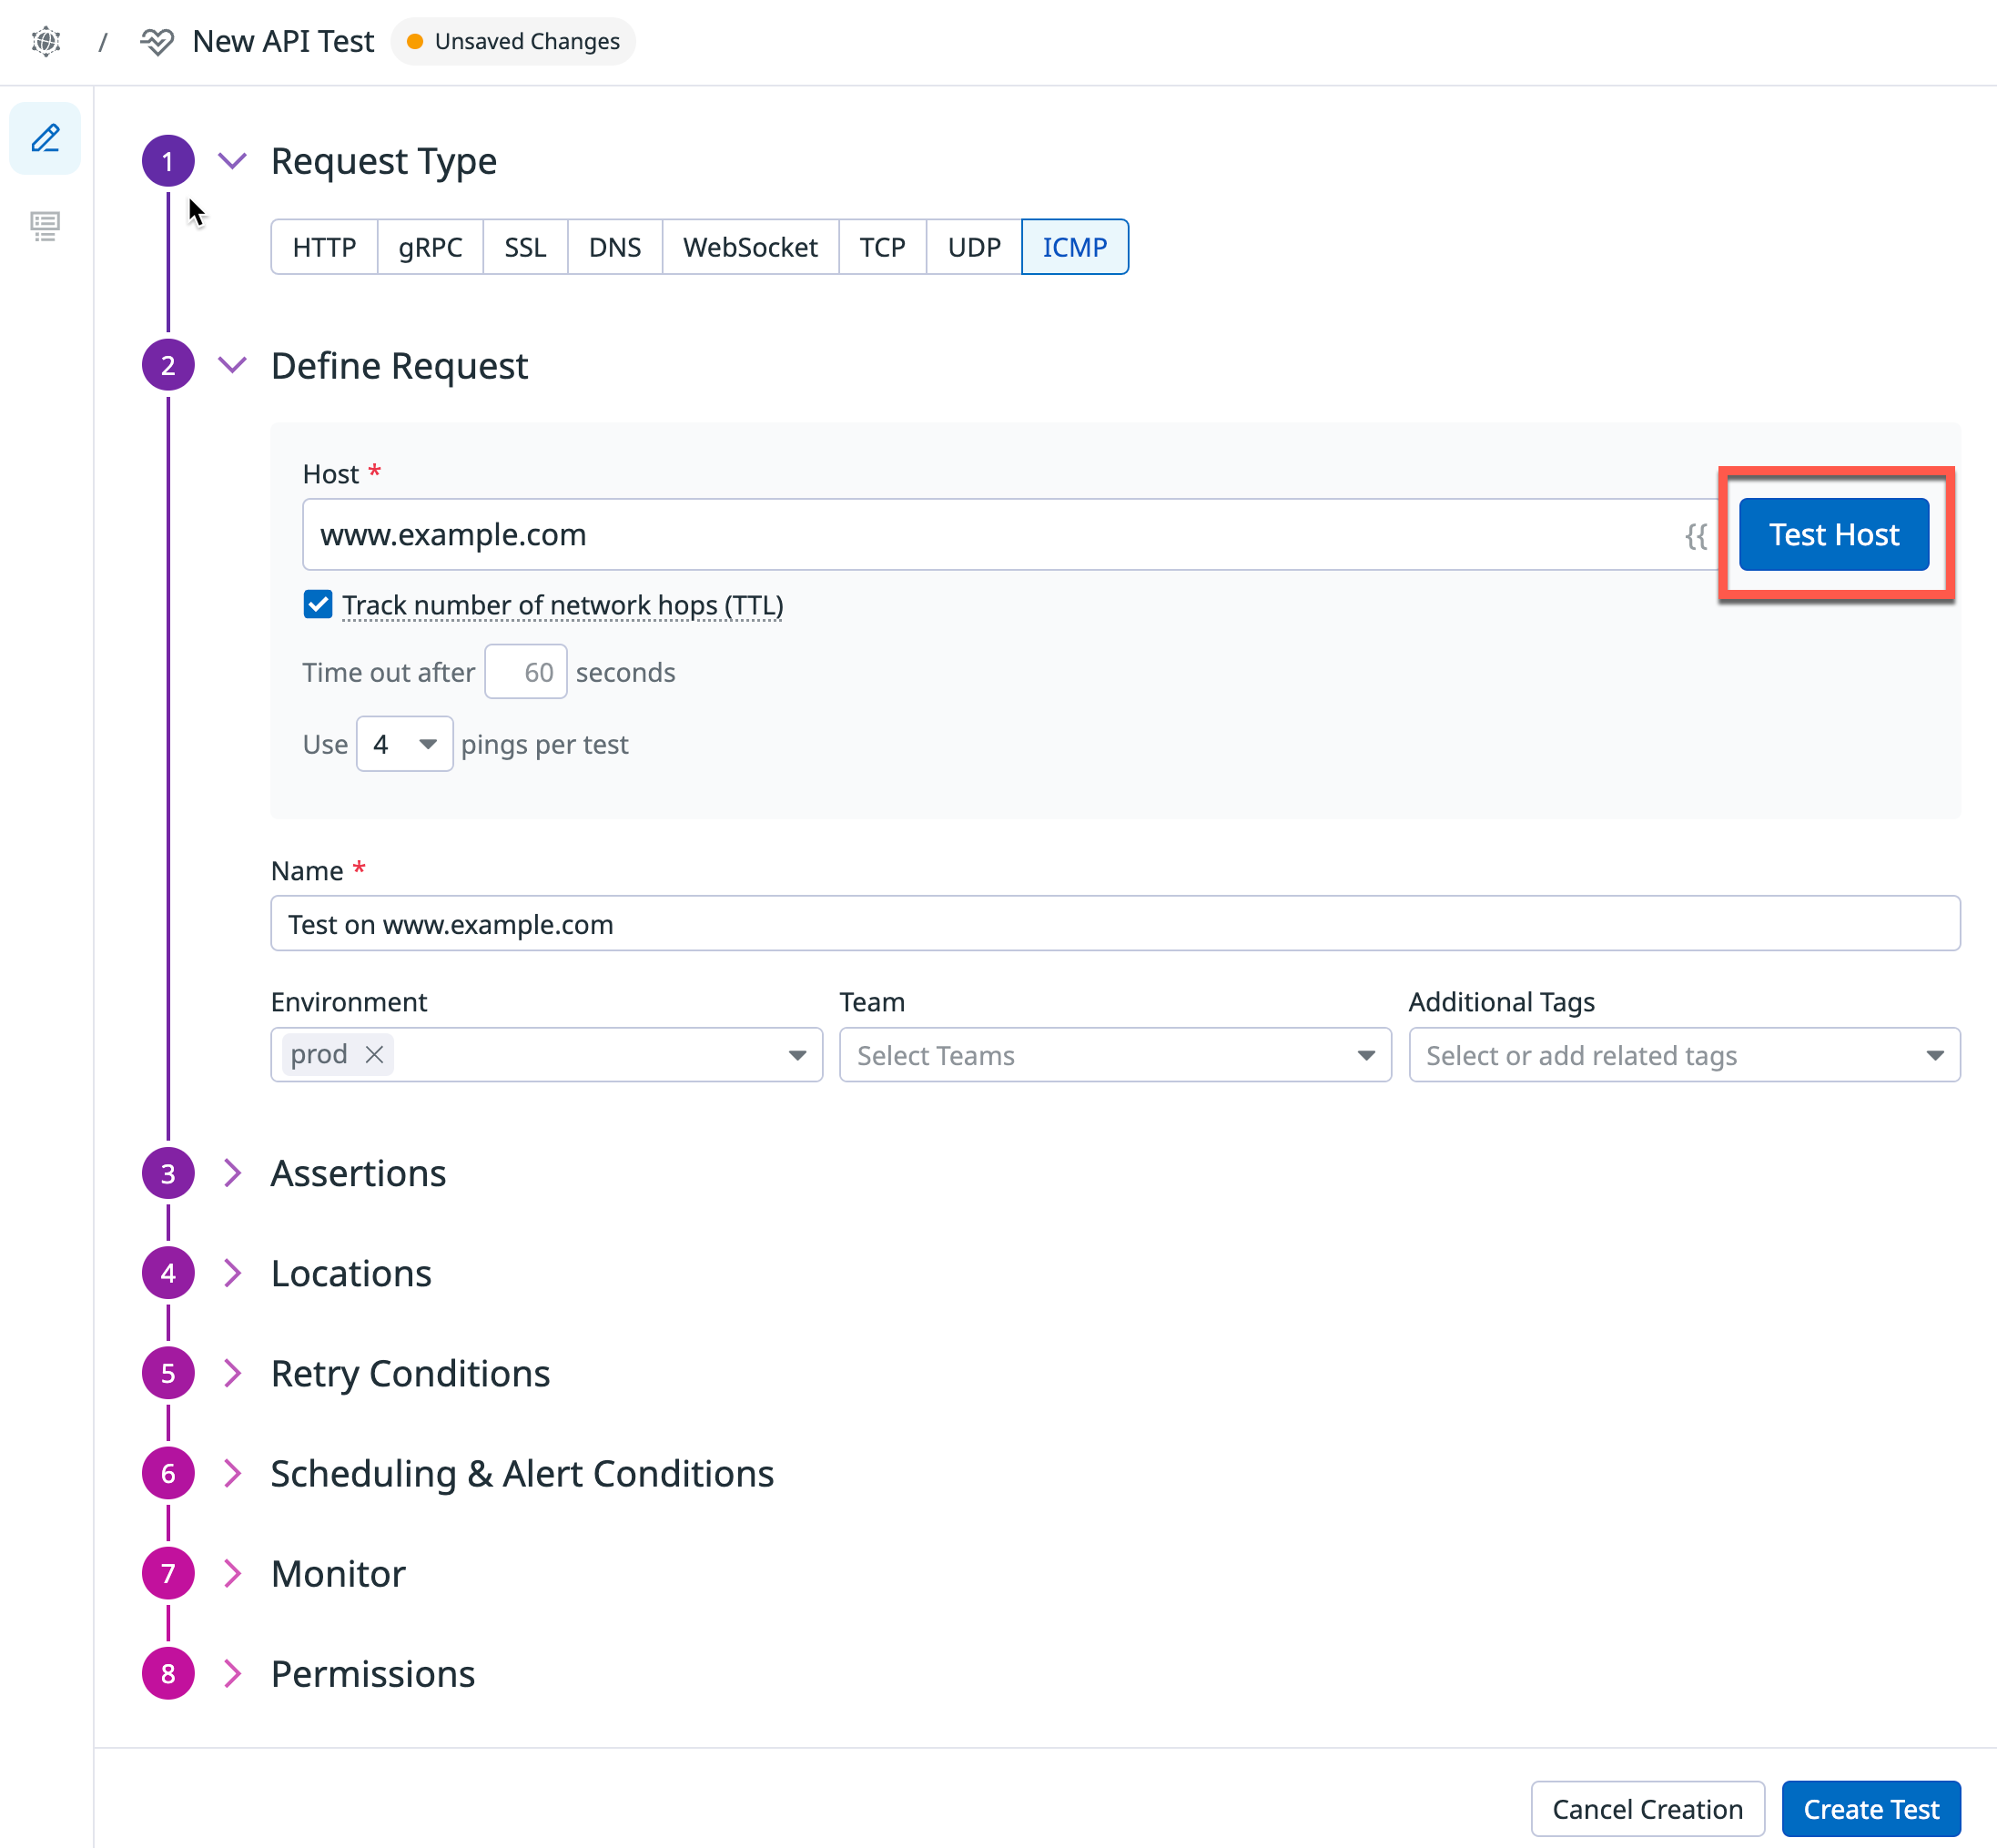 / New API Test Unsaved Changes
1 Request Type
HTTP gRPC SSL DNS WebSocket TCP UDP ICMP
2 Define Request
Host *
www.example.com {{ Test Host
Track number of network hops (TTL)
Time out after 60 seconds
Use 4 pings per test
Name *
Test on www.example.com
Environment Team Additional Tags
prod Select Teams Select or add related tags
3 Assertions
4 Locations
5 Retry Conditions
6 Scheduling & Alert Conditions
7 Monitor
8 Permissions
Cancel Creation Create Test